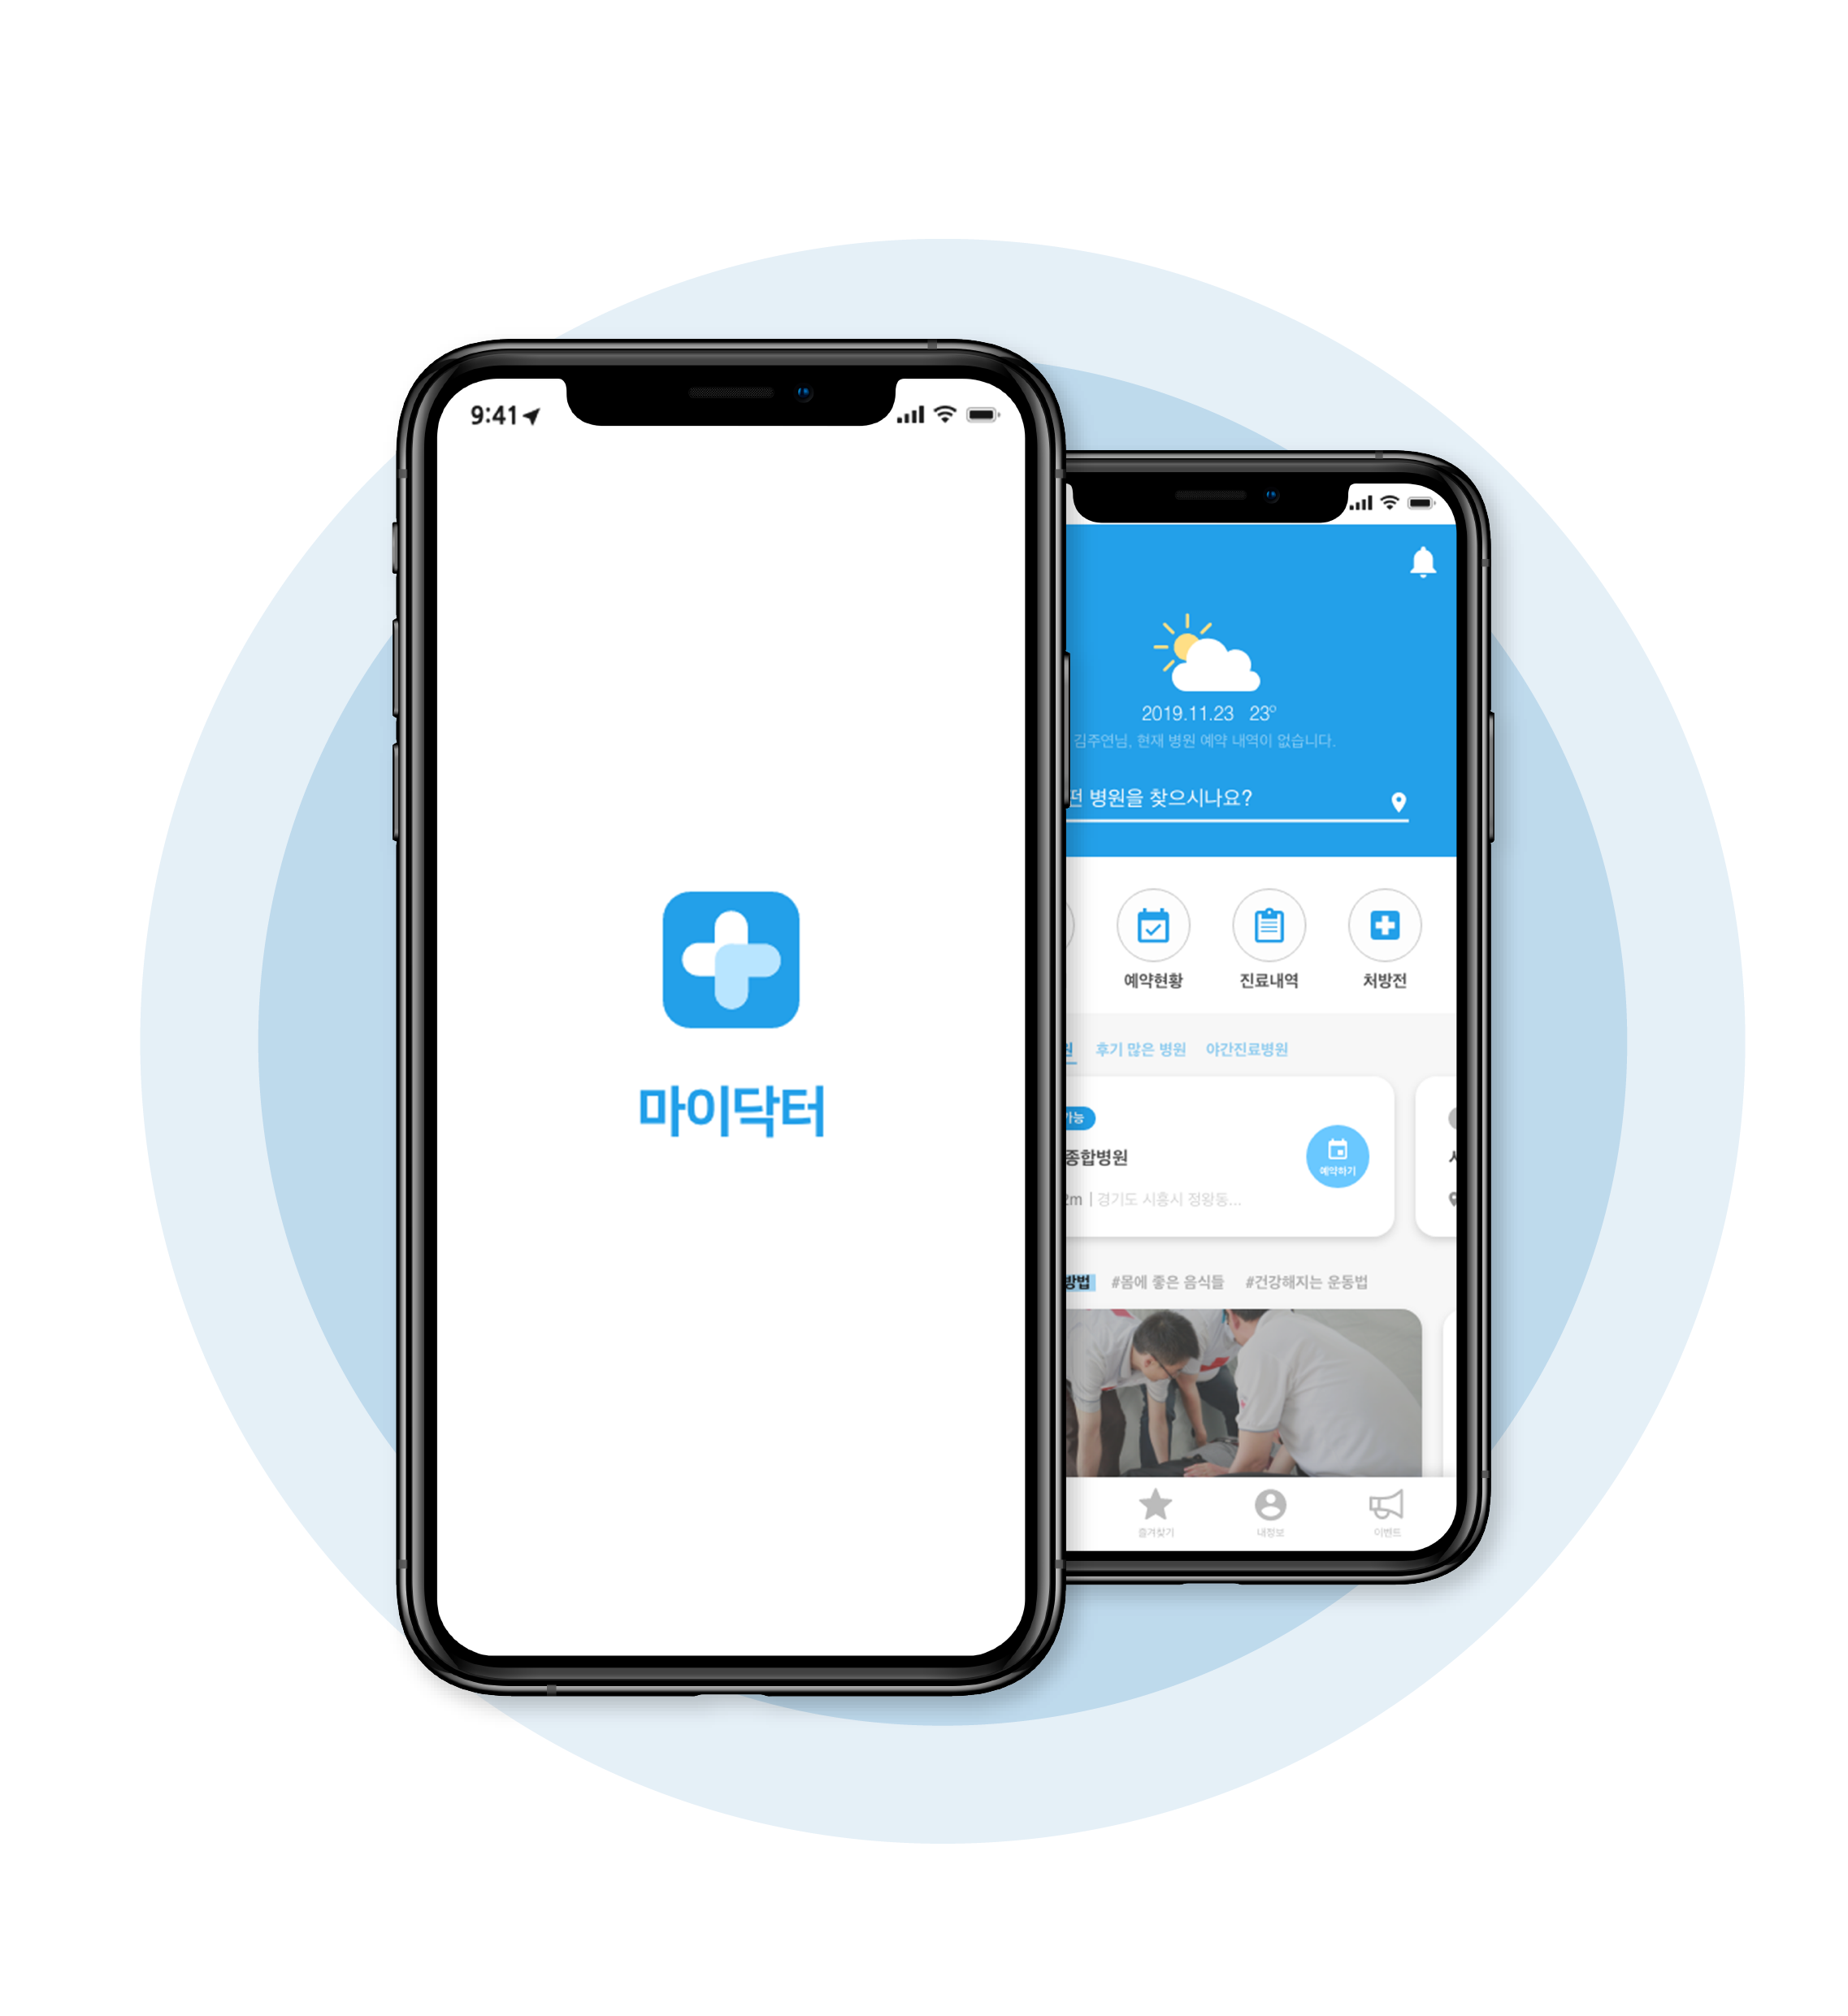 9:41
마이닥터
2019.11.23 23°
김주연님, 현재 병원 예약 내역이 없습니다.
병원을 찾으시나요?
예약현황 진료내역 처방전
후기 많은 병원 야간진료병원
가능
종합병원
예약하기
2m | 경기도 시흥시 정왕동...
방법 #몸에 좋은 음식들 #건강해지는 운동법
즐겨찾기 내정보 이벤트